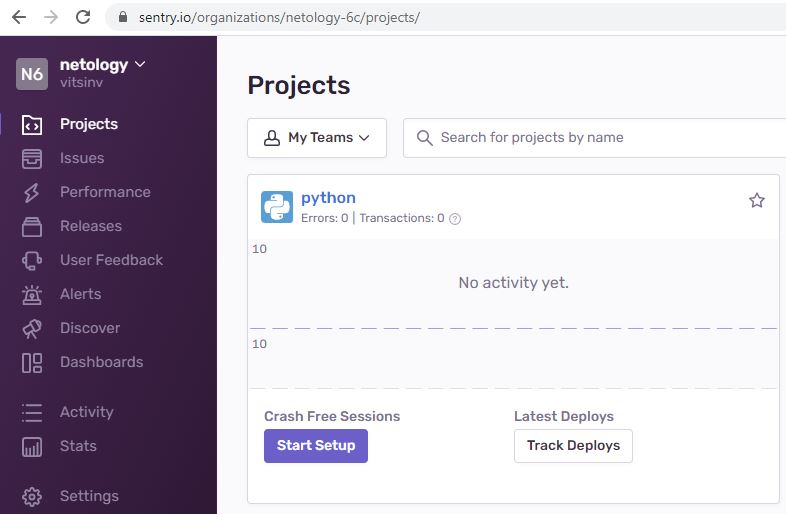 sentry.io/organizations/netology-6c/projects/
N6
netology
vitsinv
Projects
Issues
Performance
Releases
User Feedback
Alerts
Discover
Dashboards
Activity
Stats
Settings
Projects
My Teams
Search for projects by name
python
Errors: 0 | Transactions: 0 ?
10
No activity yet.
10
Crash Free Sessions
Start Setup
Latest Deploys
Track Deploys